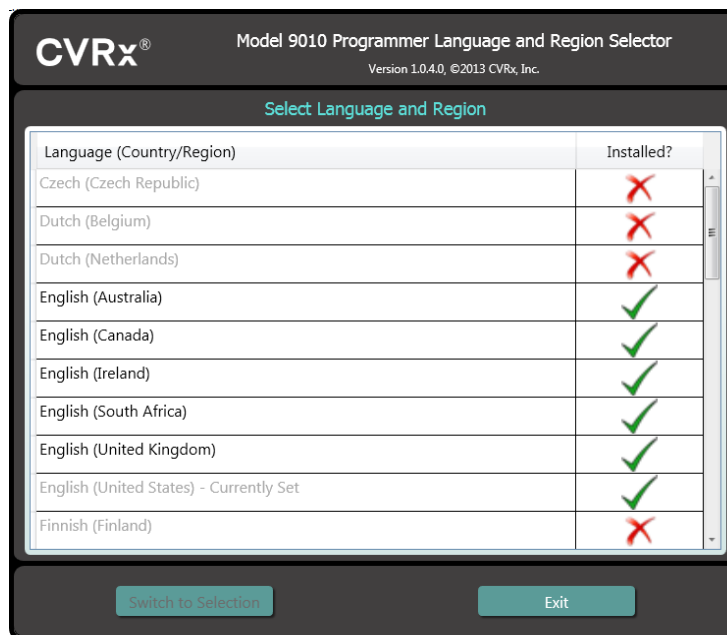 CVRx®
Model 9010 Programmer Language and Region Selector
Version 1.0.4.0, ©2013 CVRx, Inc.
Select Language and Region
Language (Country/Region) Installed?
Czech (Czech Republic)
Dutch (Belgium)
Dutch (Netherlands)
English (Australia)
English (Canada)
English (Ireland)
English (South Africa)
English (United Kingdom)
English (United States) - Currently Set
Finnish (Finland)
Switch to Selection Exit